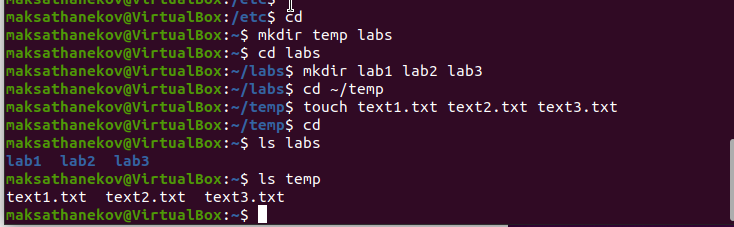 maksathanekov@VirtualBox:/etc$
maksathanekov@VirtualBox:/etc$ cd
maksathanekov@VirtualBox:~$ mkdir temp labs
maksathanekov@VirtualBox:~$ cd labs
maksathanekov@VirtualBox:~/labs$ mkdir lab1 lab2 lab3
maksathanekov@VirtualBox:~/labs$ cd ~/temp
maksathanekov@VirtualBox:~/temp$ touch text1.txt text2.txt text3.txt
maksathanekov@VirtualBox:~/temp$ cd
maksathanekov@VirtualBox:~$ ls labs
lab1  lab2  lab3
maksathanekov@VirtualBox:~$ ls temp
text1.txt  text2.txt  text3.txt
maksathanekov@VirtualBox:~$